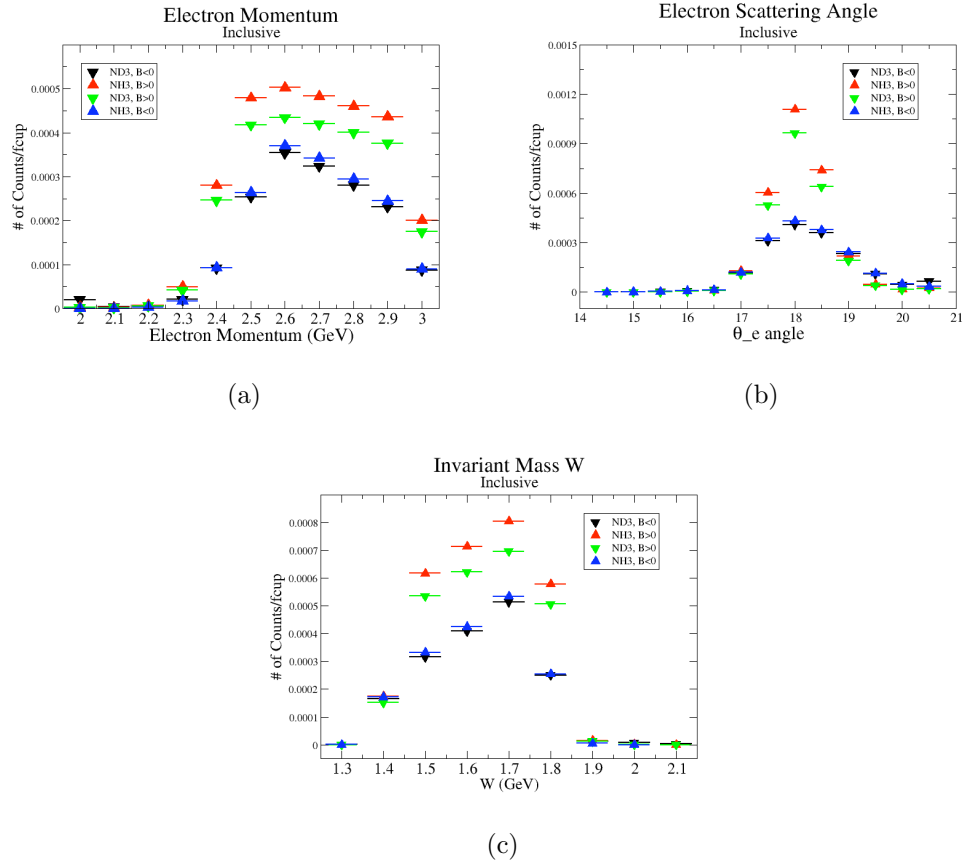 Electron Momentum
Inclusive
ND3, B<0
NH3, B>0
ND3, B>0
NH3, B<0
# of Counts/fcup
0.0005
0.0004
0.0003
0.0002
0.0001
0
2 2.1 2.2 2.3 2.4 2.5 2.6 2.7 2.8 2.9 3
Electron Momentum (GeV)
(a)
Electron Scattering Angle
Inclusive
ND3, B<0
NH3, B>0
ND3, B>0
NH3, B<0
# of Counts/fcup
0.0015
0.0012
0.0009
0.0006
0.0003
0
14 15 16 17 18 19 20 21
θ_e angle
(b)
Invariant Mass W
Inclusive
ND3, B<0
NH3, B>0
ND3, B>0
NH3, B<0
# of Counts/fcup
0.0008
0.0007
0.0006
0.0005
0.0004
0.0003
0.0002
0.0001
0
1.3 1.4 1.5 1.6 1.7 1.8 1.9 2 2.1
W (GeV)
(c)